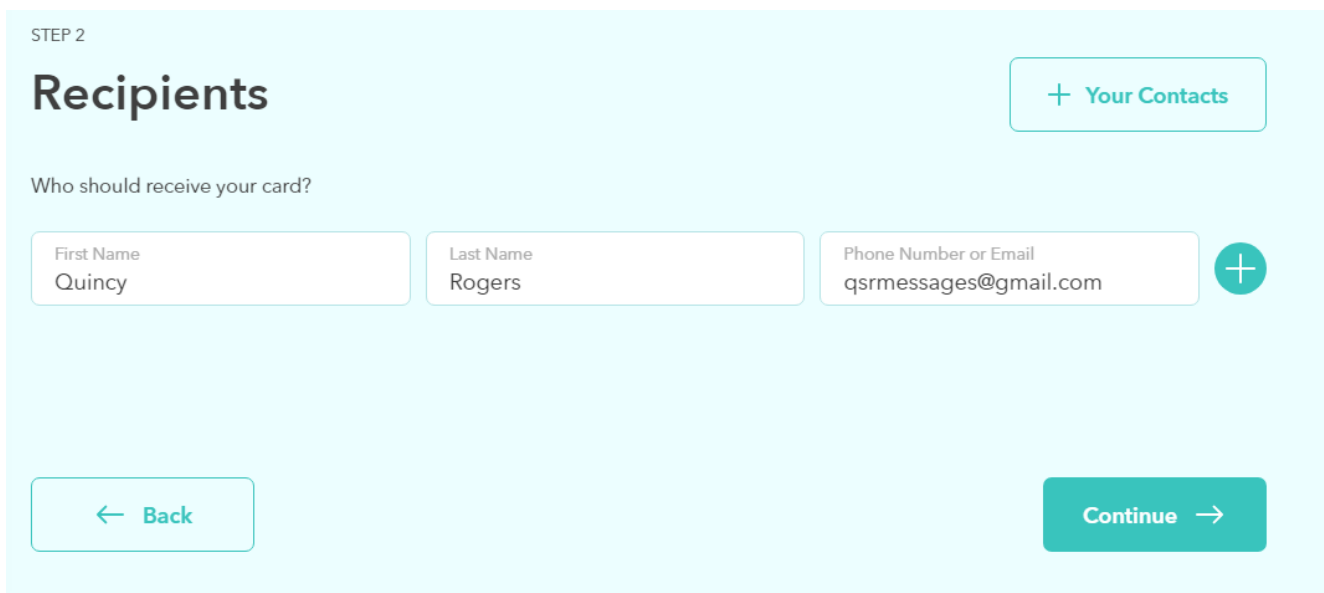 STEP 2
Recipients
+ Your Contacts
Who should receive your card?
First Name
Quincy
Last Name
Rogers
Phone Number or Email
qsrmessages@gmail.com
+
← Back
Continue →